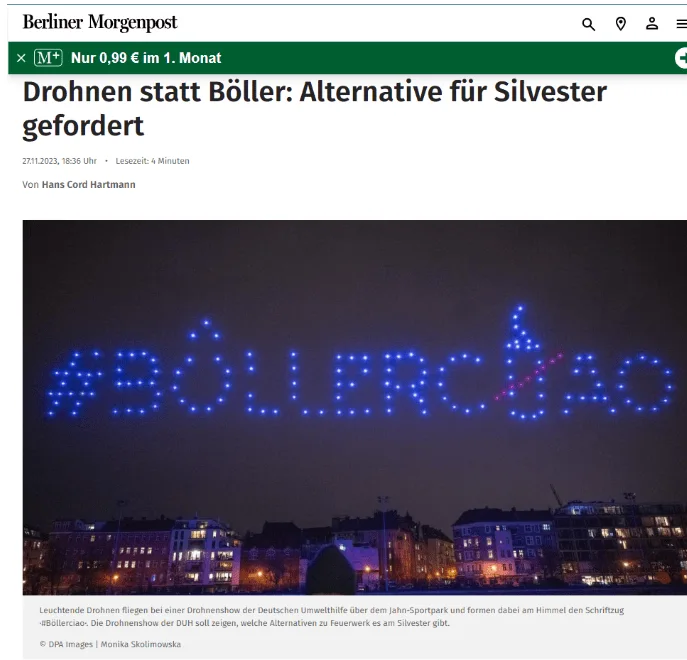 Berliner Morgenpost
M+ Nur 0,99 € im 1. Monat
Drohnen statt Böller: Alternative für Silvester
gefordert
27.11.2023, 18:36 Uhr • Lesezeit: 4 Minuten
Von Hans Cord Hartmann
#BÖLLERCIAO
Leuchtende Drohnen fliegen bei einer Drohnenshow der Deutschen Umwelthilfe über dem Jahn-Sportpark und formen dabei am Himmel den Schriftzug
‹#Böllerciao›. Die Drohnenshow der DUH soll zeigen, welche Alternativen zu Feuerwerk es am Silvester gibt.
© DPA Images | Monika Skolimowska